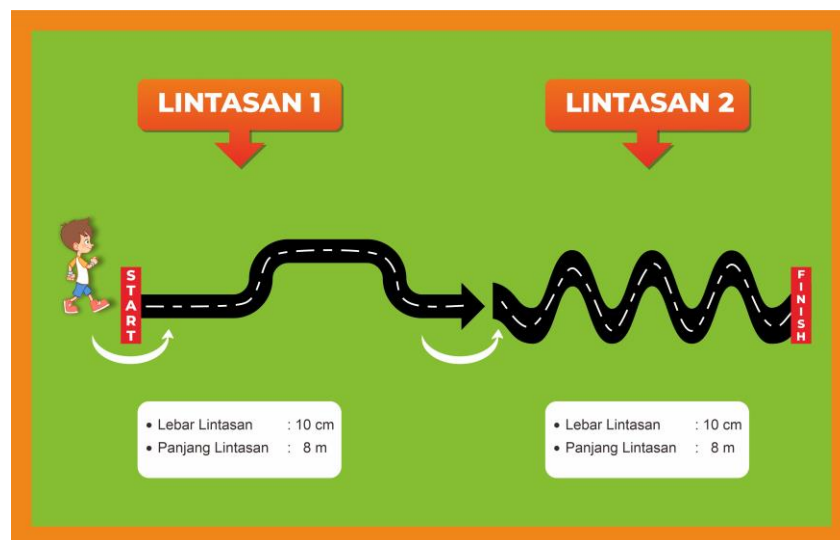 LINTASAN 1
LINTASAN 2
START
FINISH
• Lebar Lintasan : 10 cm
• Panjang Lintasan : 8 m
• Lebar Lintasan : 10 cm
• Panjang Lintasan : 8 m